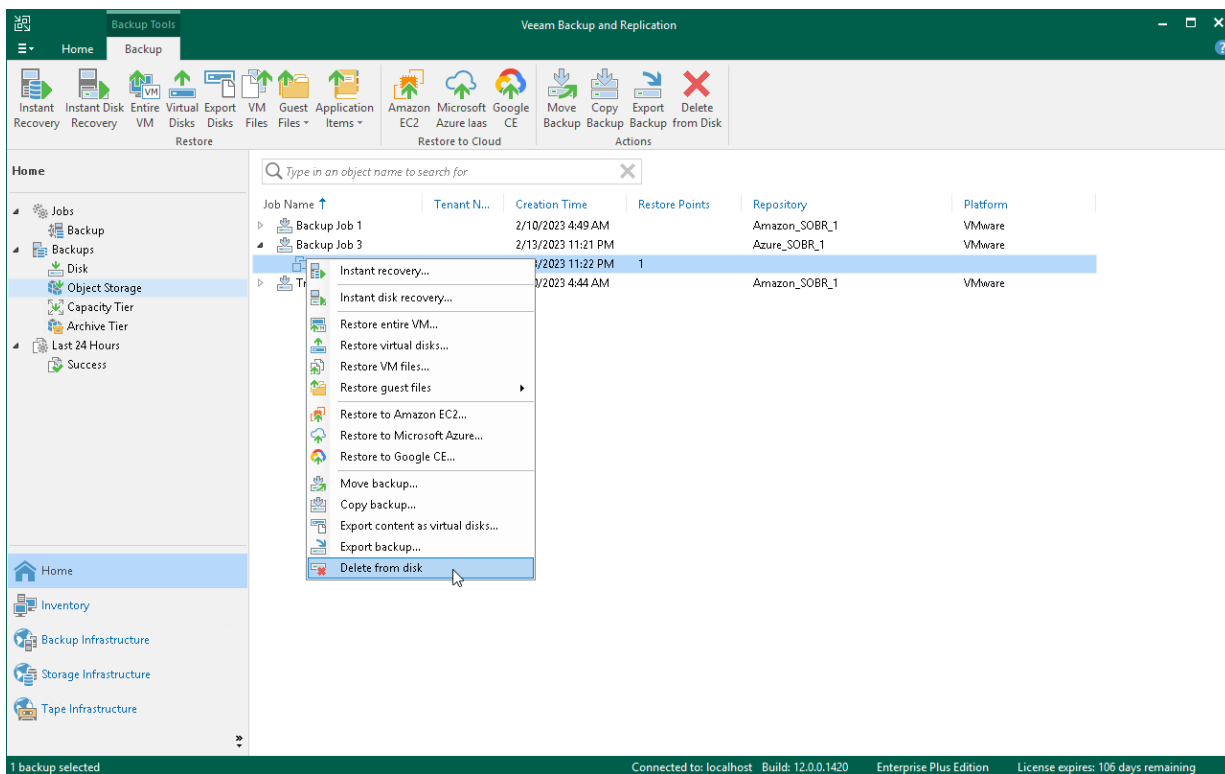 Backup Tools
Veeam Backup and Replication
Home Backup
Instant Recovery
Instant Disk Recovery
Entire VM
Virtual Disks
Export Disks
VM Files
Guest Files
Application Items
Restore
Amazon EC2
Microsoft Azure Iaas
Google CE
Restore to Cloud
Move Backup
Copy Backup
Export Backup
Delete from Disk
Actions
Home
Jobs
Backup
Backups
Disk
Object Storage
Capacity Tier
Archive Tier
Last 24 Hours
Success
Home
Inventory
Backup Infrastructure
Storage Infrastructure
Tape Infrastructure
Type in an object name to search for
Job Name Tenant N... Creation Time Restore Points Repository Platform
Backup Job 1 2/10/2023 4:49 AM Amazon_SOBR_1 VMware
Backup Job 3 2/13/2023 11:21 PM Azure_SOBR_1 VMware
/2023 11:22 PM 1
/2023 4:44 AM Amazon_SOBR_1 VMware
Instant recovery...
Instant disk recovery...
Restore entire VM...
Restore virtual disks...
Restore VM files...
Restore guest files
Restore to Amazon EC2...
Restore to Microsoft Azure...
Restore to Google CE...
Move backup...
Copy backup...
Export content as virtual disks...
Export backup...
Delete from disk
1 backup selected
Connected to: localhost Build: 12.0.0.1420 Enterprise Plus Edition License expires: 106 days remaining